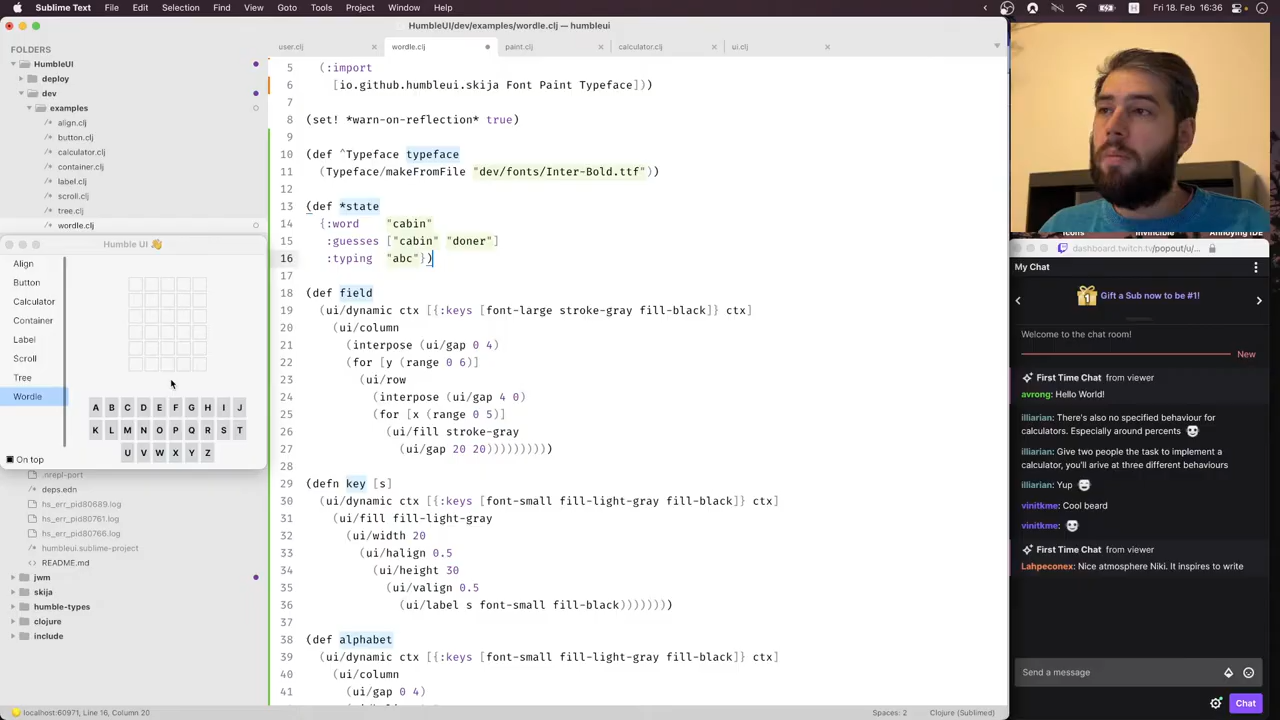 Sublime Text File Edit Selection Find View Goto Tools Project Window Help
Fri 18. Feb 16:36
HumbleUI/dev/examples/wordle.clj — humbleui
FOLDERS
HumbleUI
deploy
dev
examples
/* align.clj
/* button.clj
/* calculator.clj
/* container.clj
/* label.clj
/* scroll.clj
/* tree.clj
/* wordle.clj
Humble UI 👋
Align
Button
Calculator
Container
Label
Scroll
Tree
Wordle
A B C D E F G H I J
K L M N O P Q R S T
U V W X Y Z
On top
.nrepl-port
deps.edn
hs_err_pid80689.log
hs_err_pid80761.log
hs_err_pid80766.log
humbleui.sublime-project
README.md
jwm
skija
humble-types
clojure
include
user.clj × wordle.clj paint.clj × calculator.clj × ui.clj ×
5 (:import
6 [io.github.humbleui.skija Font Paint Typeface]))
7
8 (set! *warn-on-reflection* true)
9
10 (def ^Typeface typeface
11 (Typeface/makeFromFile "dev/fonts/Inter-Bold.ttf"))
12
13 (def *state
14 {:word "cabin"
15 :guesses ["cabin" "doner"]
16 :typing "abc"})
17
18 (def field
19 (ui/dynamic ctx [{:keys [font-large stroke-gray fill-black]} ctx]
20 (ui/column
21 (interpose (ui/gap 0 4)
22 (for [y (range 0 6)]
23 (ui/row
24 (interpose (ui/gap 4 0)
25 (for [x (range 0 5)]
26 (ui/fill stroke-gray
27 (ui/gap 20 20)))))))))
28
29 (defn key [s]
30 (ui/dynamic ctx [{:keys [font-small fill-light-gray fill-black]} ctx]
31 (ui/fill fill-light-gray
32 (ui/width 20
33 (ui/halign 0.5
34 (ui/height 30
35 (ui/valign 0.5
36 (ui/label s font-small fill-black))))))))
37
38 (def alphabet
39 (ui/dynamic ctx [{:keys [font-small fill-light-gray fill-black]} ctx]
40 (ui/column
41 (ui/gap 0 4)
localhost:60971, Line 16, Column 20
Spaces: 2 Clojure (Sublimed)
Icons Invincible Annoying IDE
dashboard.twitch.tv/popout/u/...
My Chat
1 Gift a Sub now to be #1!
Welcome to the chat room!
New
First Time Chat from viewer
avrong: Hello World!
illiarian: There's also no specified behaviour for
calculators. Especially around percents
illiarian: Give two people the task to implement a
calculator, you'll arive at three different behaviours
illiarian: Yup
vinitkme: Cool beard
vinitkme:
First Time Chat from viewer
Lahpeconex: Nice atmosphere Niki. It inspires to write
Send a message
Chat